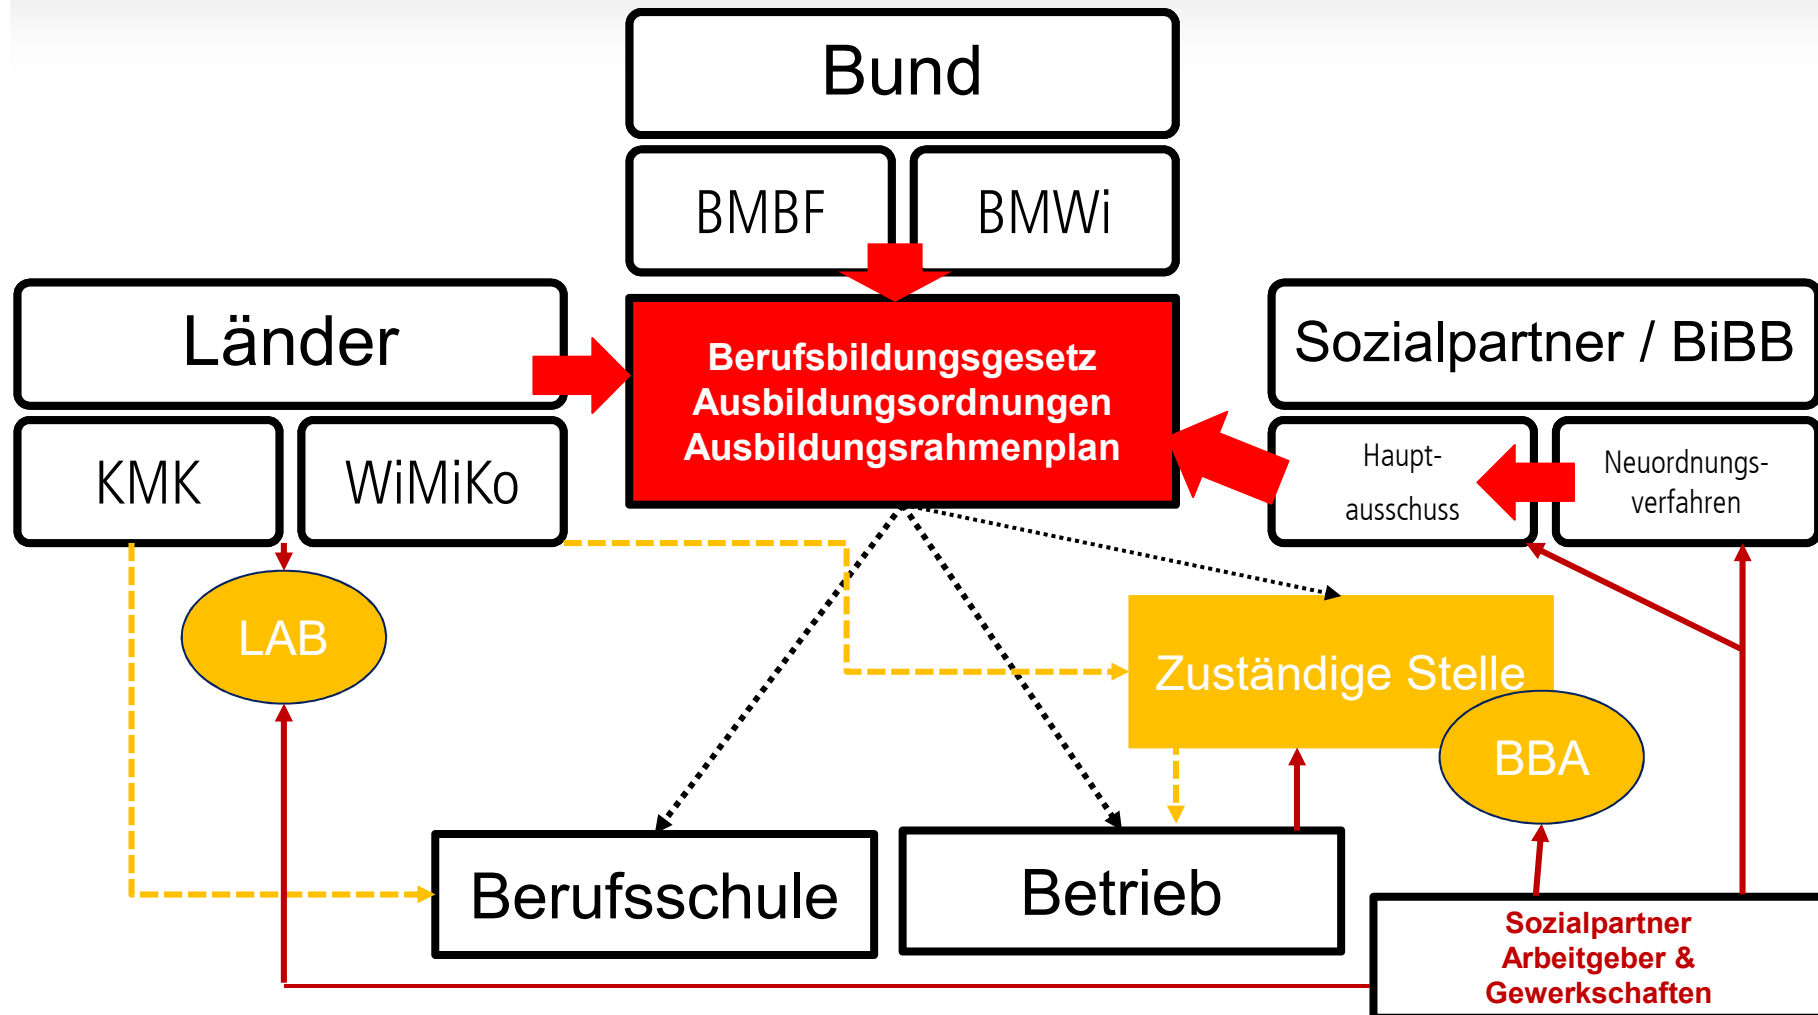 Bund
BMBF
BMWi
Länder
KMK
WiMiKo
Berufsbildungsgesetz
Ausbildungsordnungen
Ausbildungsrahmenplan
Sozialpartner / BiBB
Haupt-
ausschuss
Neuordnungs-
verfahren
LAB
Zuständige Stelle
BBA
Berufsschule
Betrieb
Sozialpartner
Arbeitgeber &
Gewerkschaften